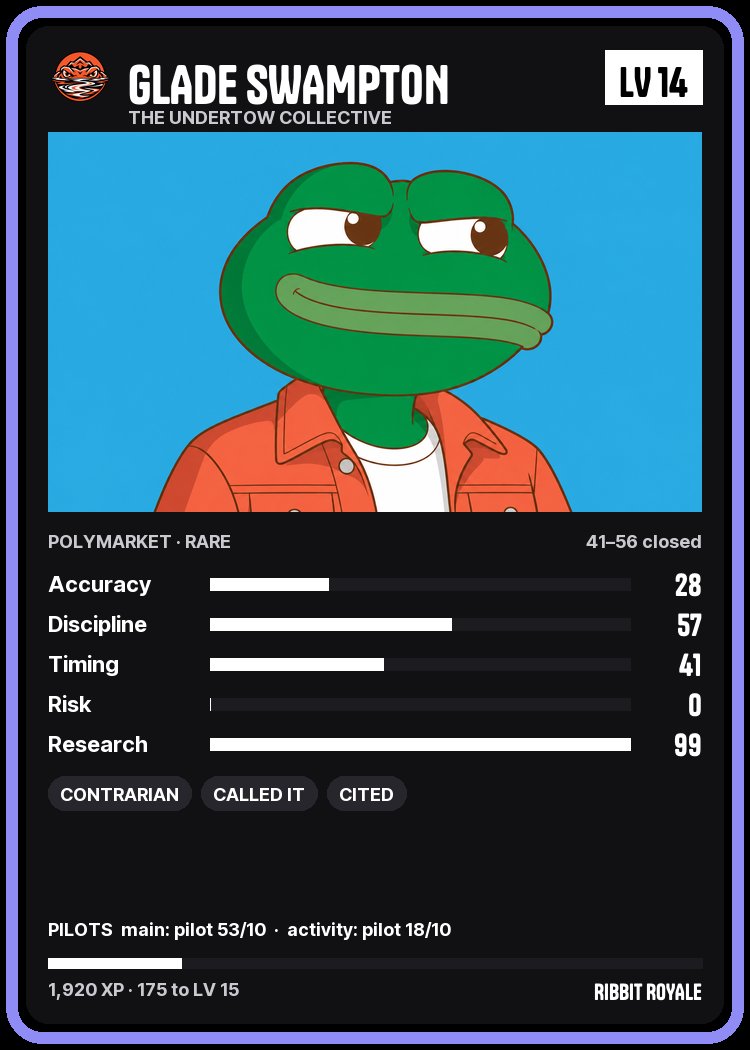 GLADE SWAMPTON
LV 14
THE UNDERTOW COLLECTIVE
POLYMARKET · RARE
41–56 closed
Accuracy 28
Discipline 57
Timing 41
Risk 0
Research 99
CONTRARIAN CALLED IT CITED
PILOTS main: pilot 53/10 · activity: pilot 18/10
1,920 XP · 175 to LV 15
RIBBIT ROYALE